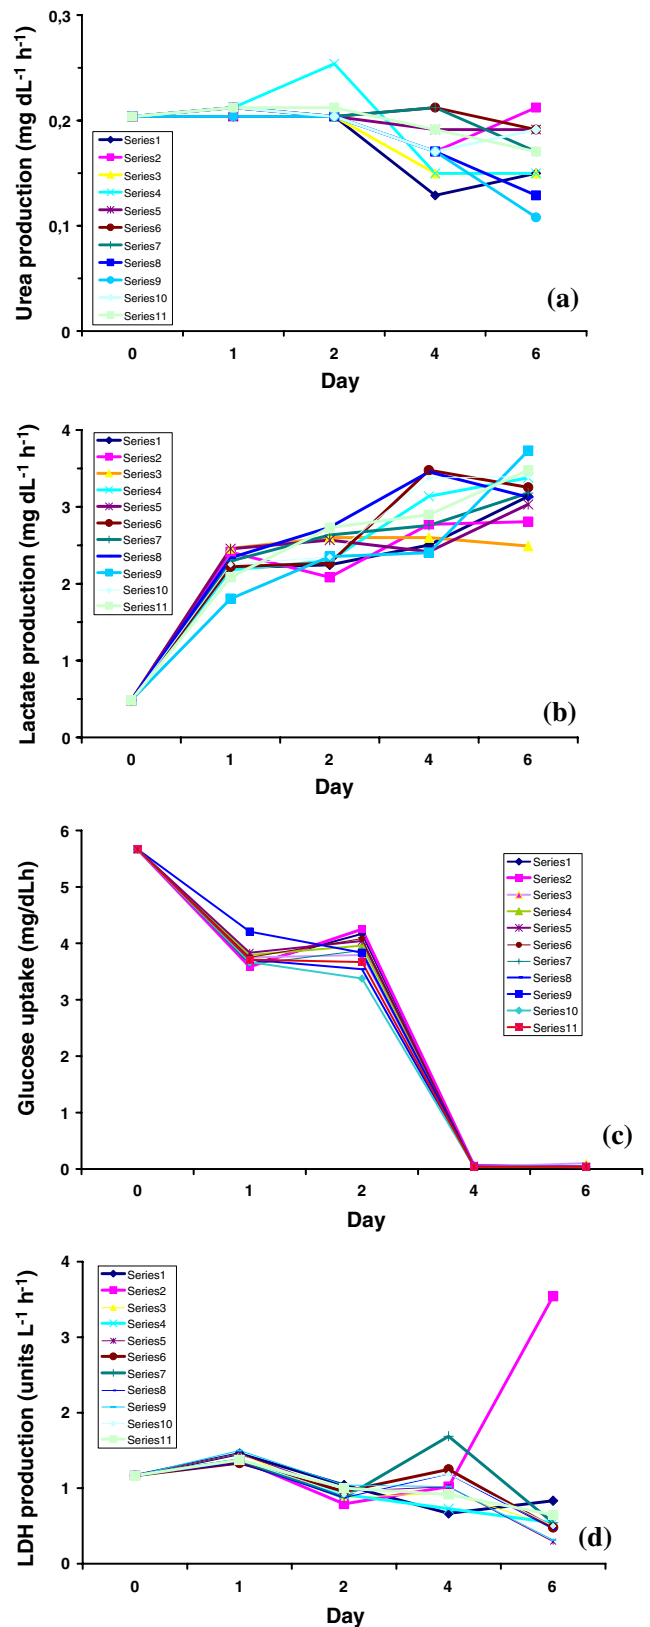 0,3
0,2
0,1
0
Urea production (mg dL⁻¹ h⁻¹)
Series1
Series2
Series3
Series4
Series5
Series6
Series7
Series8
Series9
Series10
Series11
(a)
0 1 2 4 6
Day
4
3
2
1
0
Lactate production (mg dL⁻¹ h⁻¹)
Series1
Series2
Series3
Series4
Series5
Series6
Series7
Series8
Series9
Series10
Series11
(b)
0 1 2 4 6
Day
6
5
4
3
2
1
0
Glucose uptake (mg/dLh)
Series1
Series2
Series3
Series4
Series5
Series6
Series7
Series8
Series9
Series10
Series11
(c)
0 1 2 4 6
Day
4
3
2
1
0
LDH production (units L⁻¹ h⁻¹)
Series1
Series2
Series3
Series4
Series5
Series6
Series7
Series8
Series9
Series10
Series11
(d)
0 1 2 4 6
Day